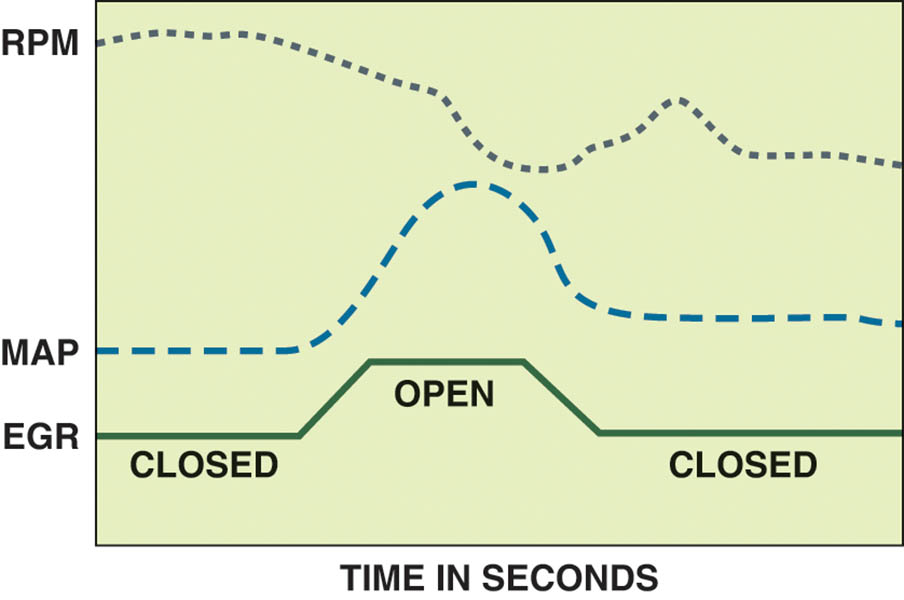 RPM
MAP
OPEN
EGR
CLOSED
CLOSED
TIME IN SECONDS